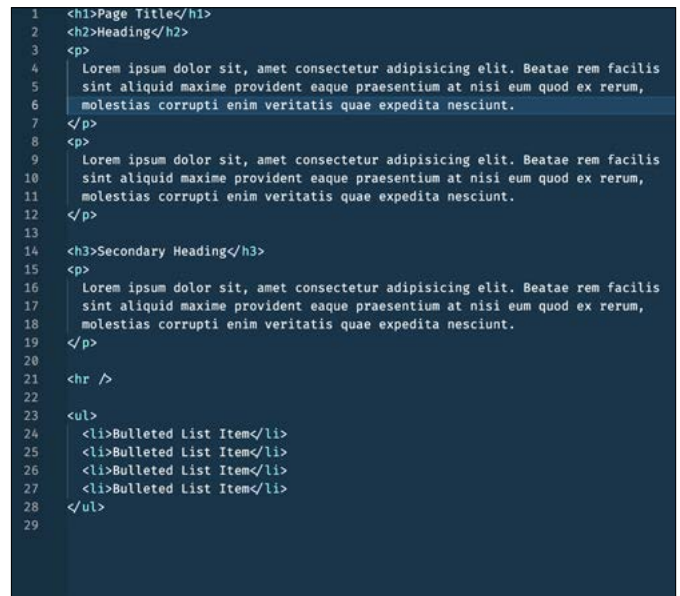 1 <h1>Page Title</h1>
2 <h2>Heading</h2>
3 <p>
4 Lorem ipsum dolor sit, amet consectetur adipisicing elit. Beatae rem facilis
5 sint aliquid maxime provident eaque praesentium at nisi eum quod ex rerum,
6 molestias corrupti enim veritatis quae expedita nesciunt.
7 </p>
8 <p>
9 Lorem ipsum dolor sit, amet consectetur adipisicing elit. Beatae rem facilis
10 sint aliquid maxime provident eaque praesentium at nisi eum quod ex rerum,
11 molestias corrupti enim veritatis quae expedita nesciunt.
12 </p>
13
14 <h3>Secondary Heading</h3>
15 <p>
16 Lorem ipsum dolor sit, amet consectetur adipisicing elit. Beatae rem facilis
17 sint aliquid maxime provident eaque praesentium at nisi eum quod ex rerum,
18 molestias corrupti enim veritatis quae expedita nesciunt.
19 </p>
20
21 <hr />
22
23 <ul>
24 <li>Bulleted List Item</li>
25 <li>Bulleted List Item</li>
26 <li>Bulleted List Item</li>
27 <li>Bulleted List Item</li>
28 </ul>
29